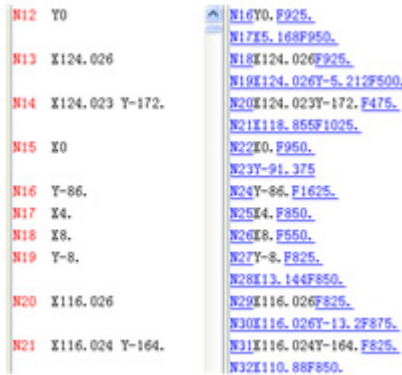 N12 Y0
N13 X124.026
N14 X124.023 Y-172.
N15 X0
N16 Y-86.
N17 X4.
N18 X8.
N19 Y-8.
N20 X116.026
N21 X116.024 Y-164.
N16Y0.F925.
N17X5.168F950.
N18X124.026F925.
N19X124.026Y-5.212F500.
N20X124.023Y-172.F475.
N21X118.855F1025.
N22X0.F950.
N23Y-91.375
N24Y-86.F1625.
N25X4.F850.
N26X8.F550.
N27Y-8.F825.
N28X13.144F850.
N29X116.026F825.
N30X116.026Y-13.2F875.
N31X116.024Y-164.F825.
N32X110.88F850.